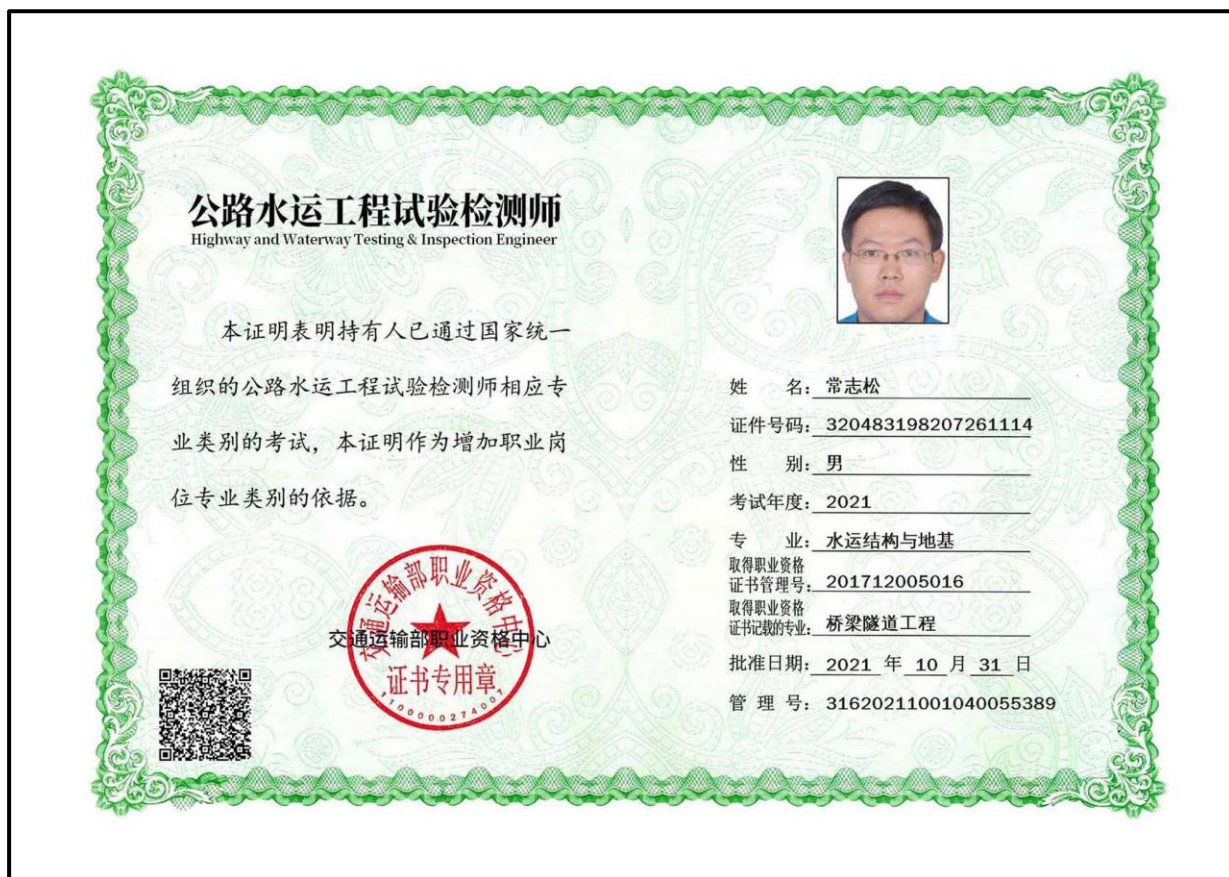 公路水运工程试验检测师
Highway and Waterway Testing & Inspection Engineer
本证明表明持有人已通过国家统一
组织的公路水运工程试验检测师相应专
业类别的考试，本证明作为增加职业岗
位专业类别的依据。
交通运输部职业资格中心
交通运输部职业资格中心
证书专用章
1100000274007
姓 名：常志松
证件号码：320483198207261114
性 别：男
考试年度：2021
专 业：水运结构与地基
取得职业资格
证书管理号：201712005016
取得职业资格
证书记载的专业：桥梁隧道工程
批准日期：2021 年 10 月 31 日
管 理 号：31620211001040055389